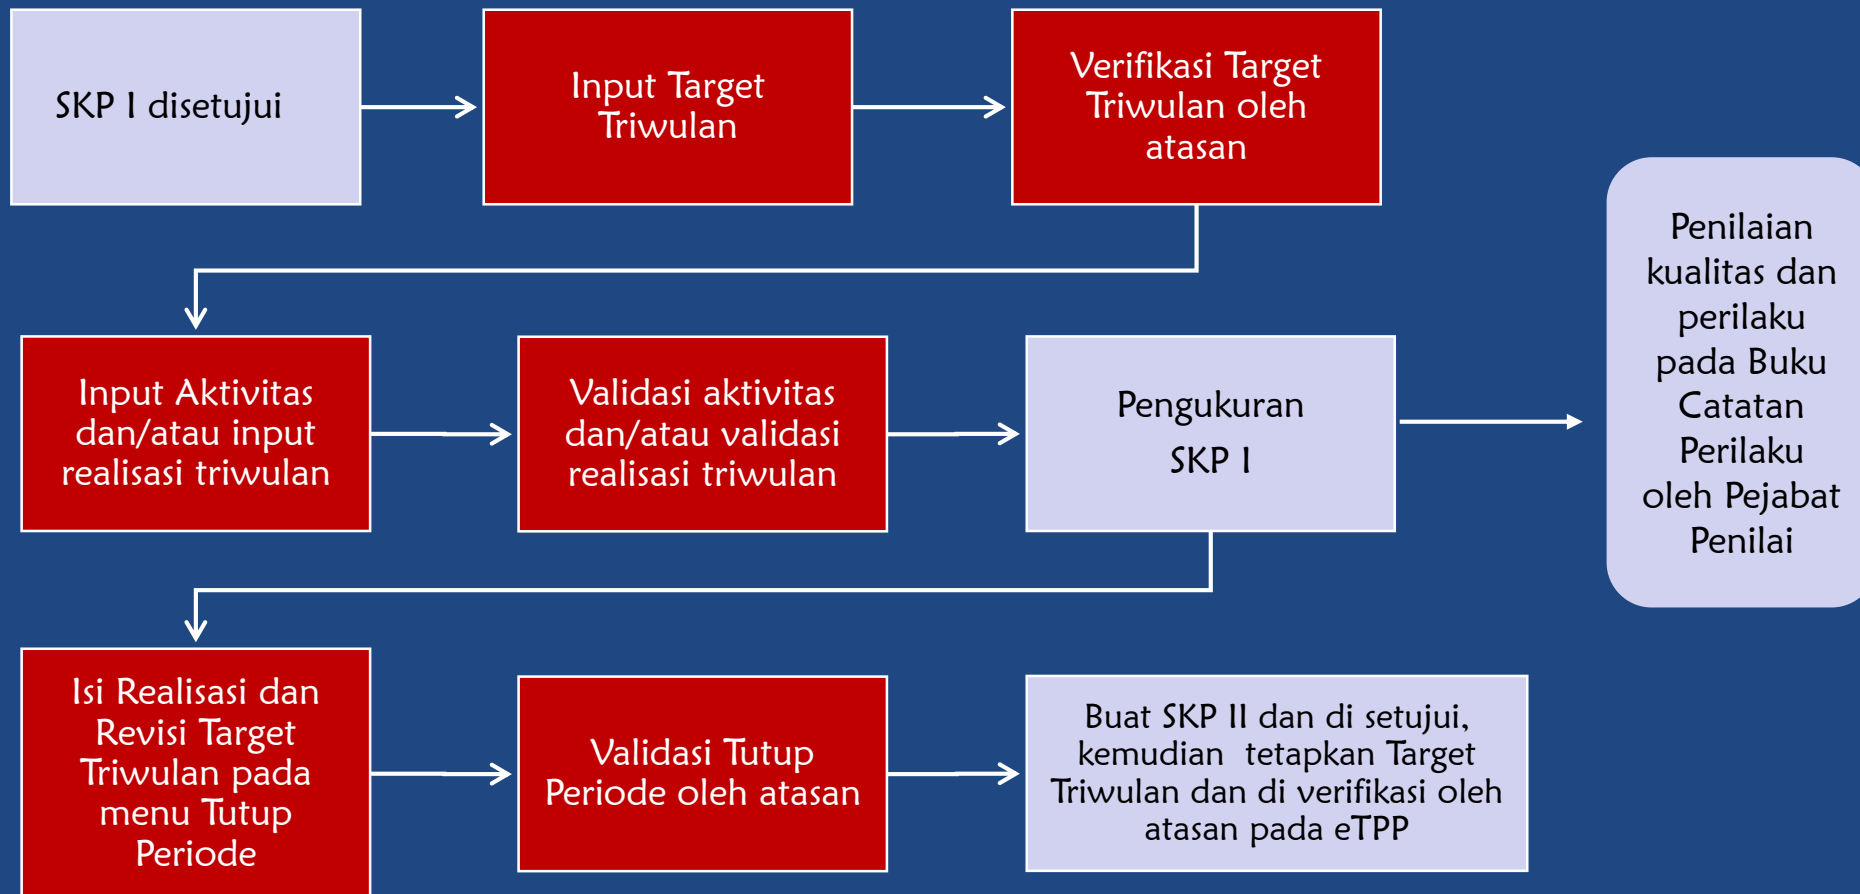 SKP I disetujui
Input Target
Triwulan
Verifikasi Target
Triwulan oleh
atasan
Input Aktivitas
dan/atau input
realisasi triwulan
Validasi aktivitas
dan/atau validasi
realisasi triwulan
Pengukuran
SKP I
Penilaian
kualitas dan
perilaku
pada Buku
Catatan
Perilaku
oleh Pejabat
Penilai
Isi Realisasi dan
Revisi Target
Triwulan pada
menu Tutup
Periode
Validasi Tutup
Periode oleh atasan
Buat SKP II dan di setujui,
kemudian tetapkan Target
Triwulan dan di verifikasi oleh
atasan pada eTPP